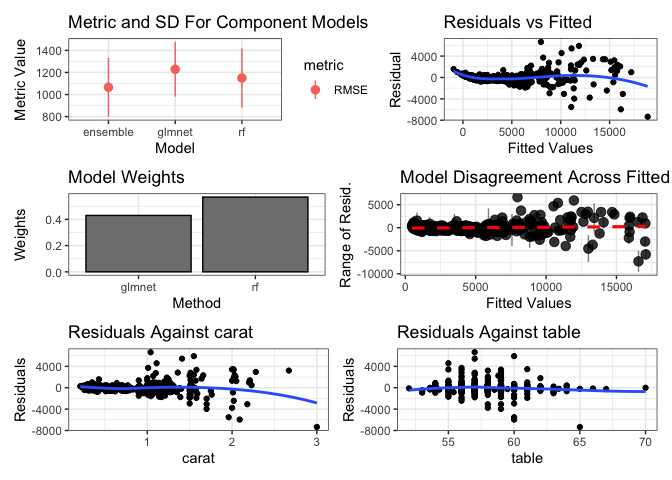 Metric and SD For Component Models
Metric Value
1400
1200
1000
800
ensemble glmnet rf
Model
metric
RMSE
Residuals vs Fitted
Residual
4000
0
-4000
-8000
0 5000 10000 15000
Fitted Values
Model Weights
Weights
0.4
0.2
0.0
glmnet rf
Method
Model Disagreement Across Fitted
Range of Resid.
5000
0
-5000
-10000
0 5000 10000 15000
Fitted Values
Residuals Against carat
Residuals
4000
0
-4000
-8000
1 2 3
carat
Residuals Against table
Residuals
4000
0
-4000
-8000
55 60 65 70
table